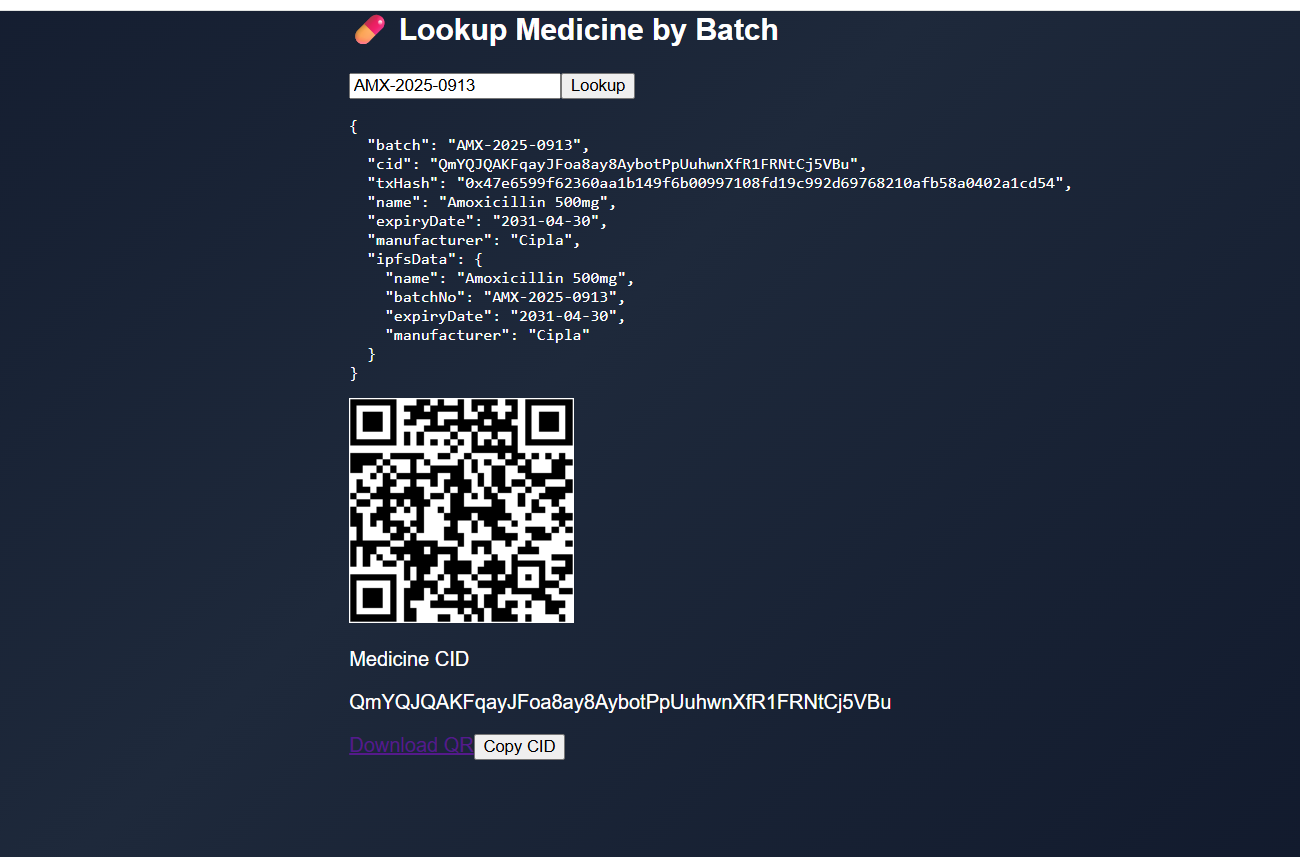 Lookup Medicine by Batch
AMX-2025-0913 Lookup
{
  "batch": "AMX-2025-0913",
  "cid": "QmYQJQAKFqayJFoa8ay8AybotPpUuhwnXfR1FRNtCj5VBu",
  "txHash": "0x47e6599f62360aa1b149f6b00997108fd19c992d69768210afb58a0402a1cd54",
  "name": "Amoxicillin 500mg",
  "expiryDate": "2031-04-30",
  "manufacturer": "Cipla",
  "ipfsData": {
    "name": "Amoxicillin 500mg",
    "batchNo": "AMX-2025-0913",
    "expiryDate": "2031-04-30",
    "manufacturer": "Cipla"
  }
}
Medicine CID
QmYQJQAKFqayJFoa8ay8AybotPpUuhwnXfR1FRNtCj5VBu
Download QR Copy CID